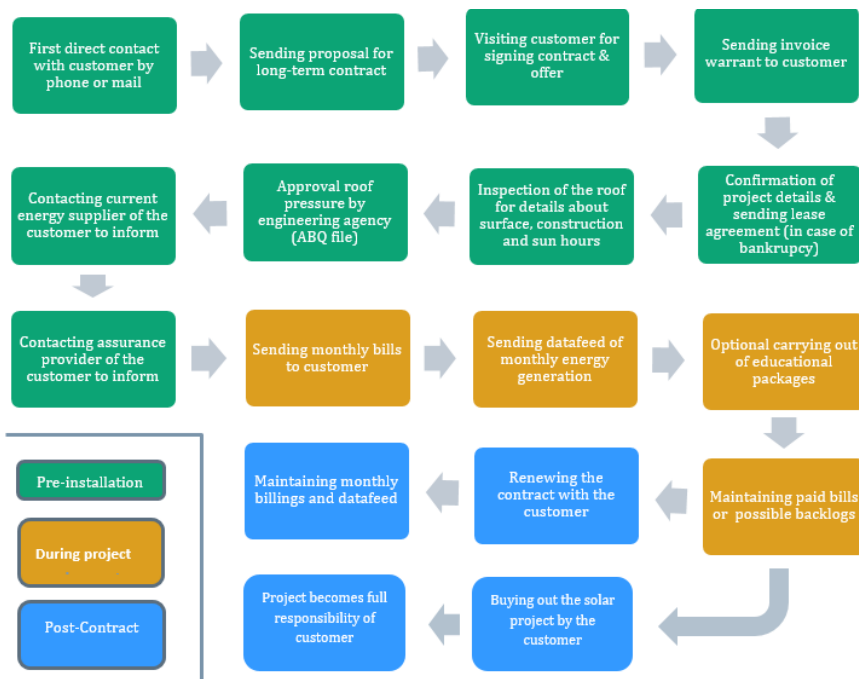 First direct contact
with customer by
phone or mail
Sending proposal for
long-term contract
Visiting customer for
signing contract &
offer
Sending invoice
warrant to customer
Confirmation of
project details &
sending lease
agreement (in case of
bankrupcy)
Inspection of the roof
for details about
surface, construction
and sun hours
Approval roof
pressure by
engineering agency
(ABQ file)
Contacting current
energy supplier of the
customer to inform
Contacting assurance
provider of the
customer to inform
Sending monthly bills
to customer
Sending datafeed of
monthly energy
generation
Optional carrying out
of educational
packages
Maintaining paid bills
or possible backlogs
Renewing the
contract with the
customer
Maintaining monthly
billings and datafeed
Buying out the solar
project by the
customer
Project becomes full
responsibility of
customer
Pre-installation
During project
Post-Contract